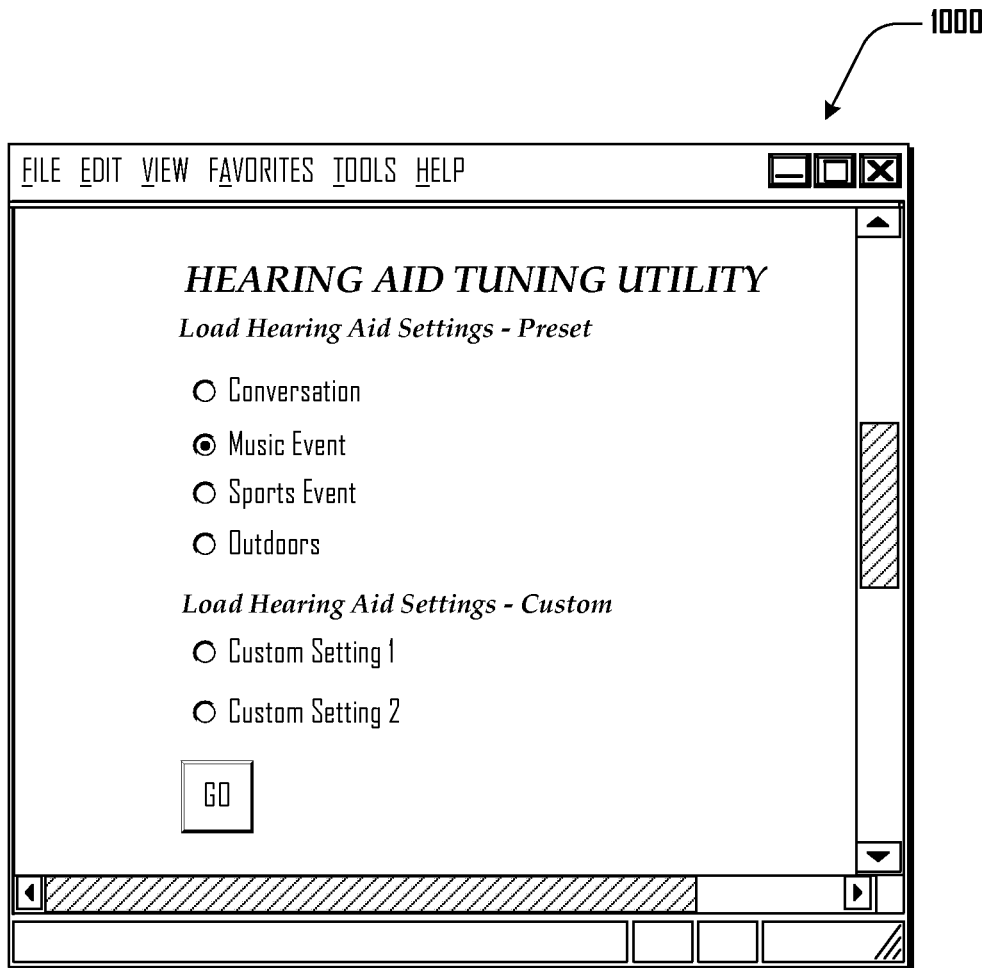 1000
FILE EDIT VIEW FAVORITES TOOLS HELP
HEARING AID TUNING UTILITY
Load Hearing Aid Settings - Preset
Conversation
Music Event
Sports Event
Outdoors
Load Hearing Aid Settings - Custom
Custom Setting 1
Custom Setting 2
GO